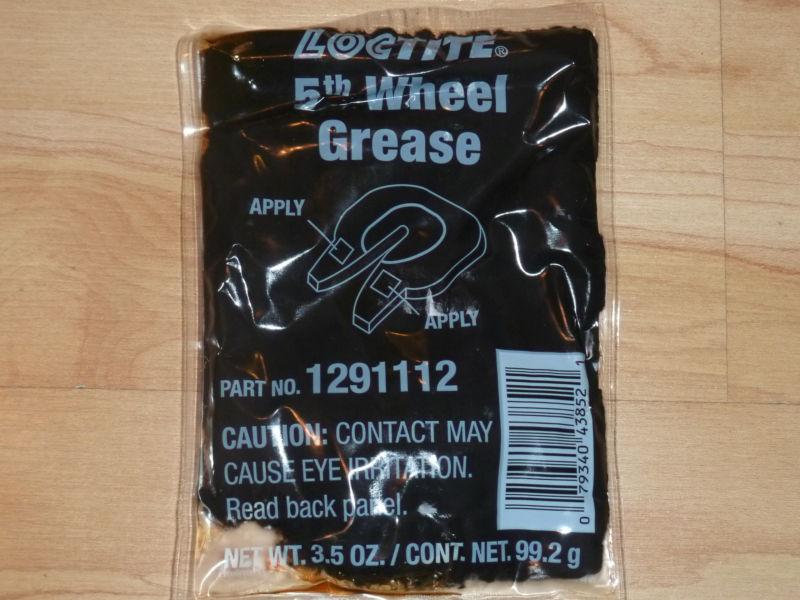 LOCTITE®
5th Wheel
Grease
APPLY
APPLY
PART NO. 1291112
CAUTION: CONTACT MAY
CAUSE EYE IRRITATION.
Read back panel.
NET WT. 3.5 OZ. / CONT. NET. 99.2 g
0 79340 43852 1